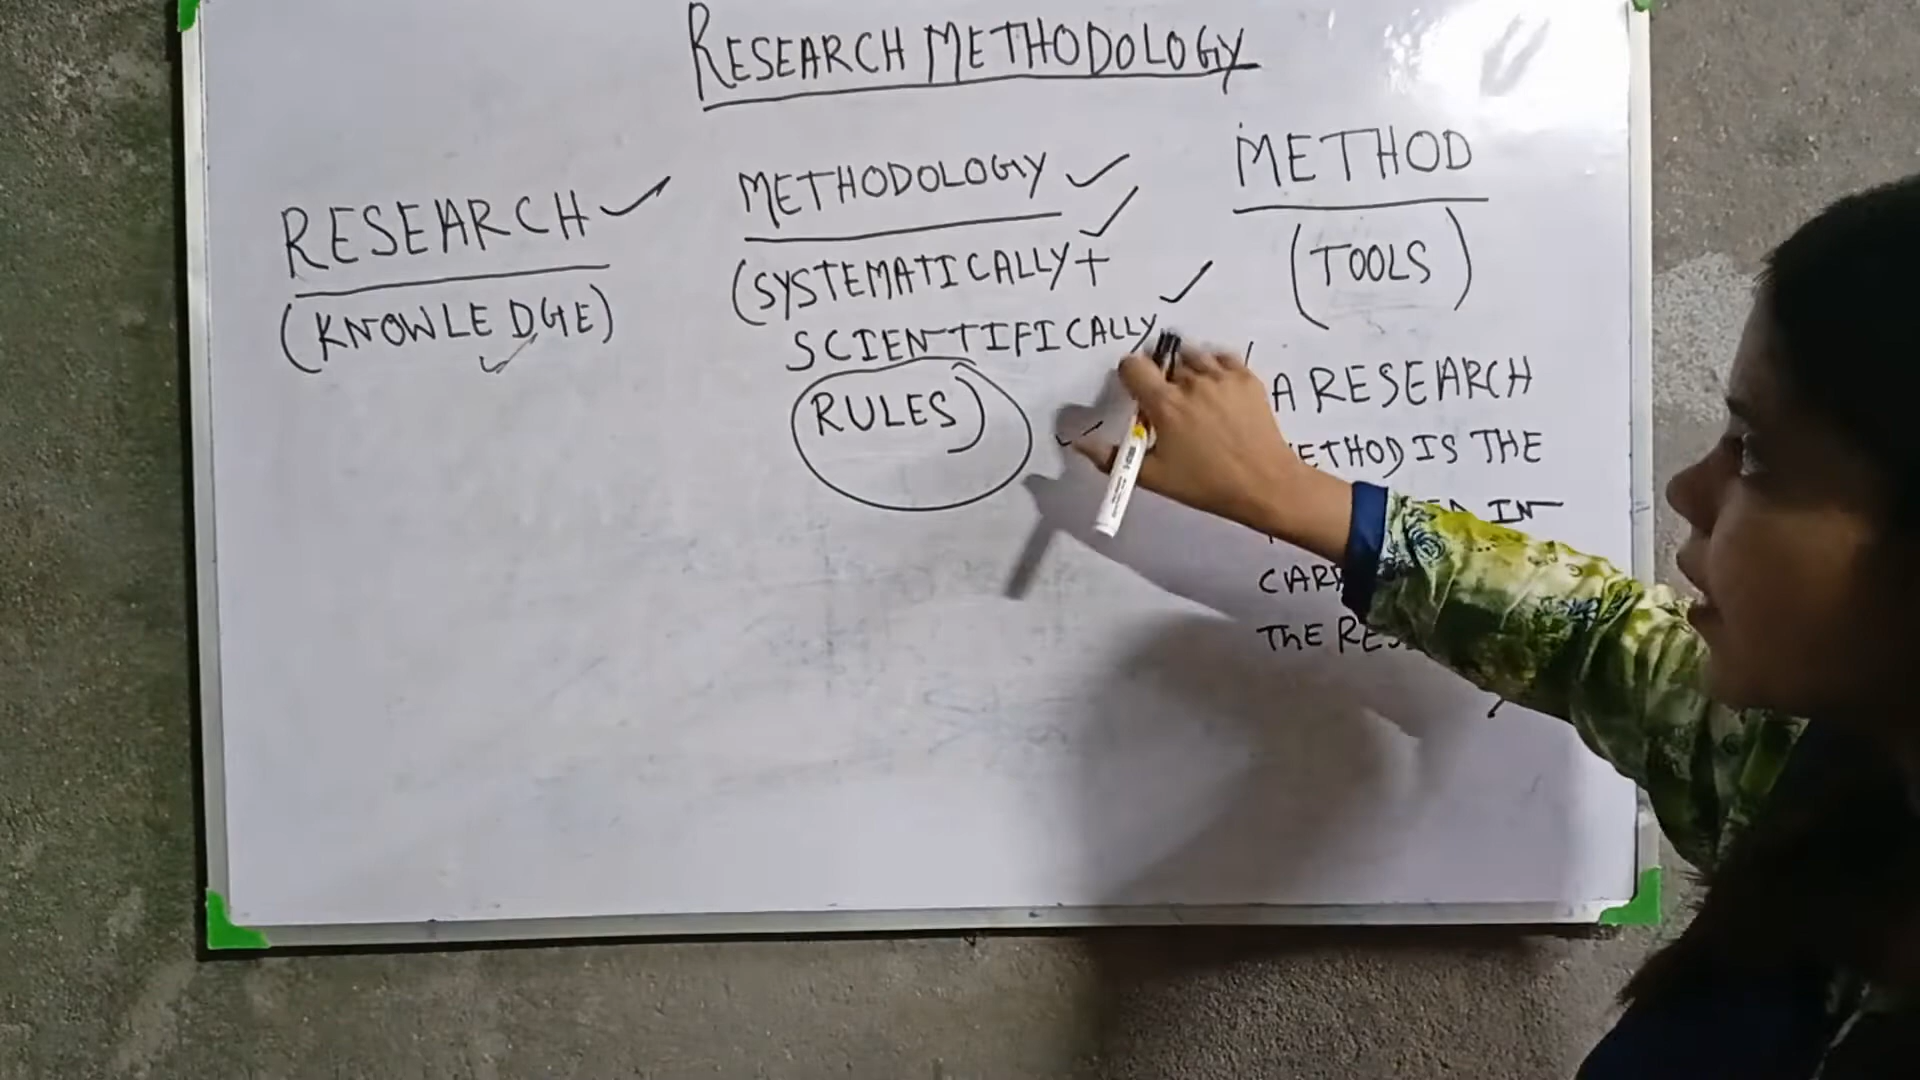 RESEARCH METHODOLOGY
RESEARCH
(KNOWLEDGE)
METHODOLOGY
(SYSTEMATICALLY+
SCIENTIFICALLY
RULES)
METHOD
(TOOLS)
A RESEARCH
IS THE
IN
THE